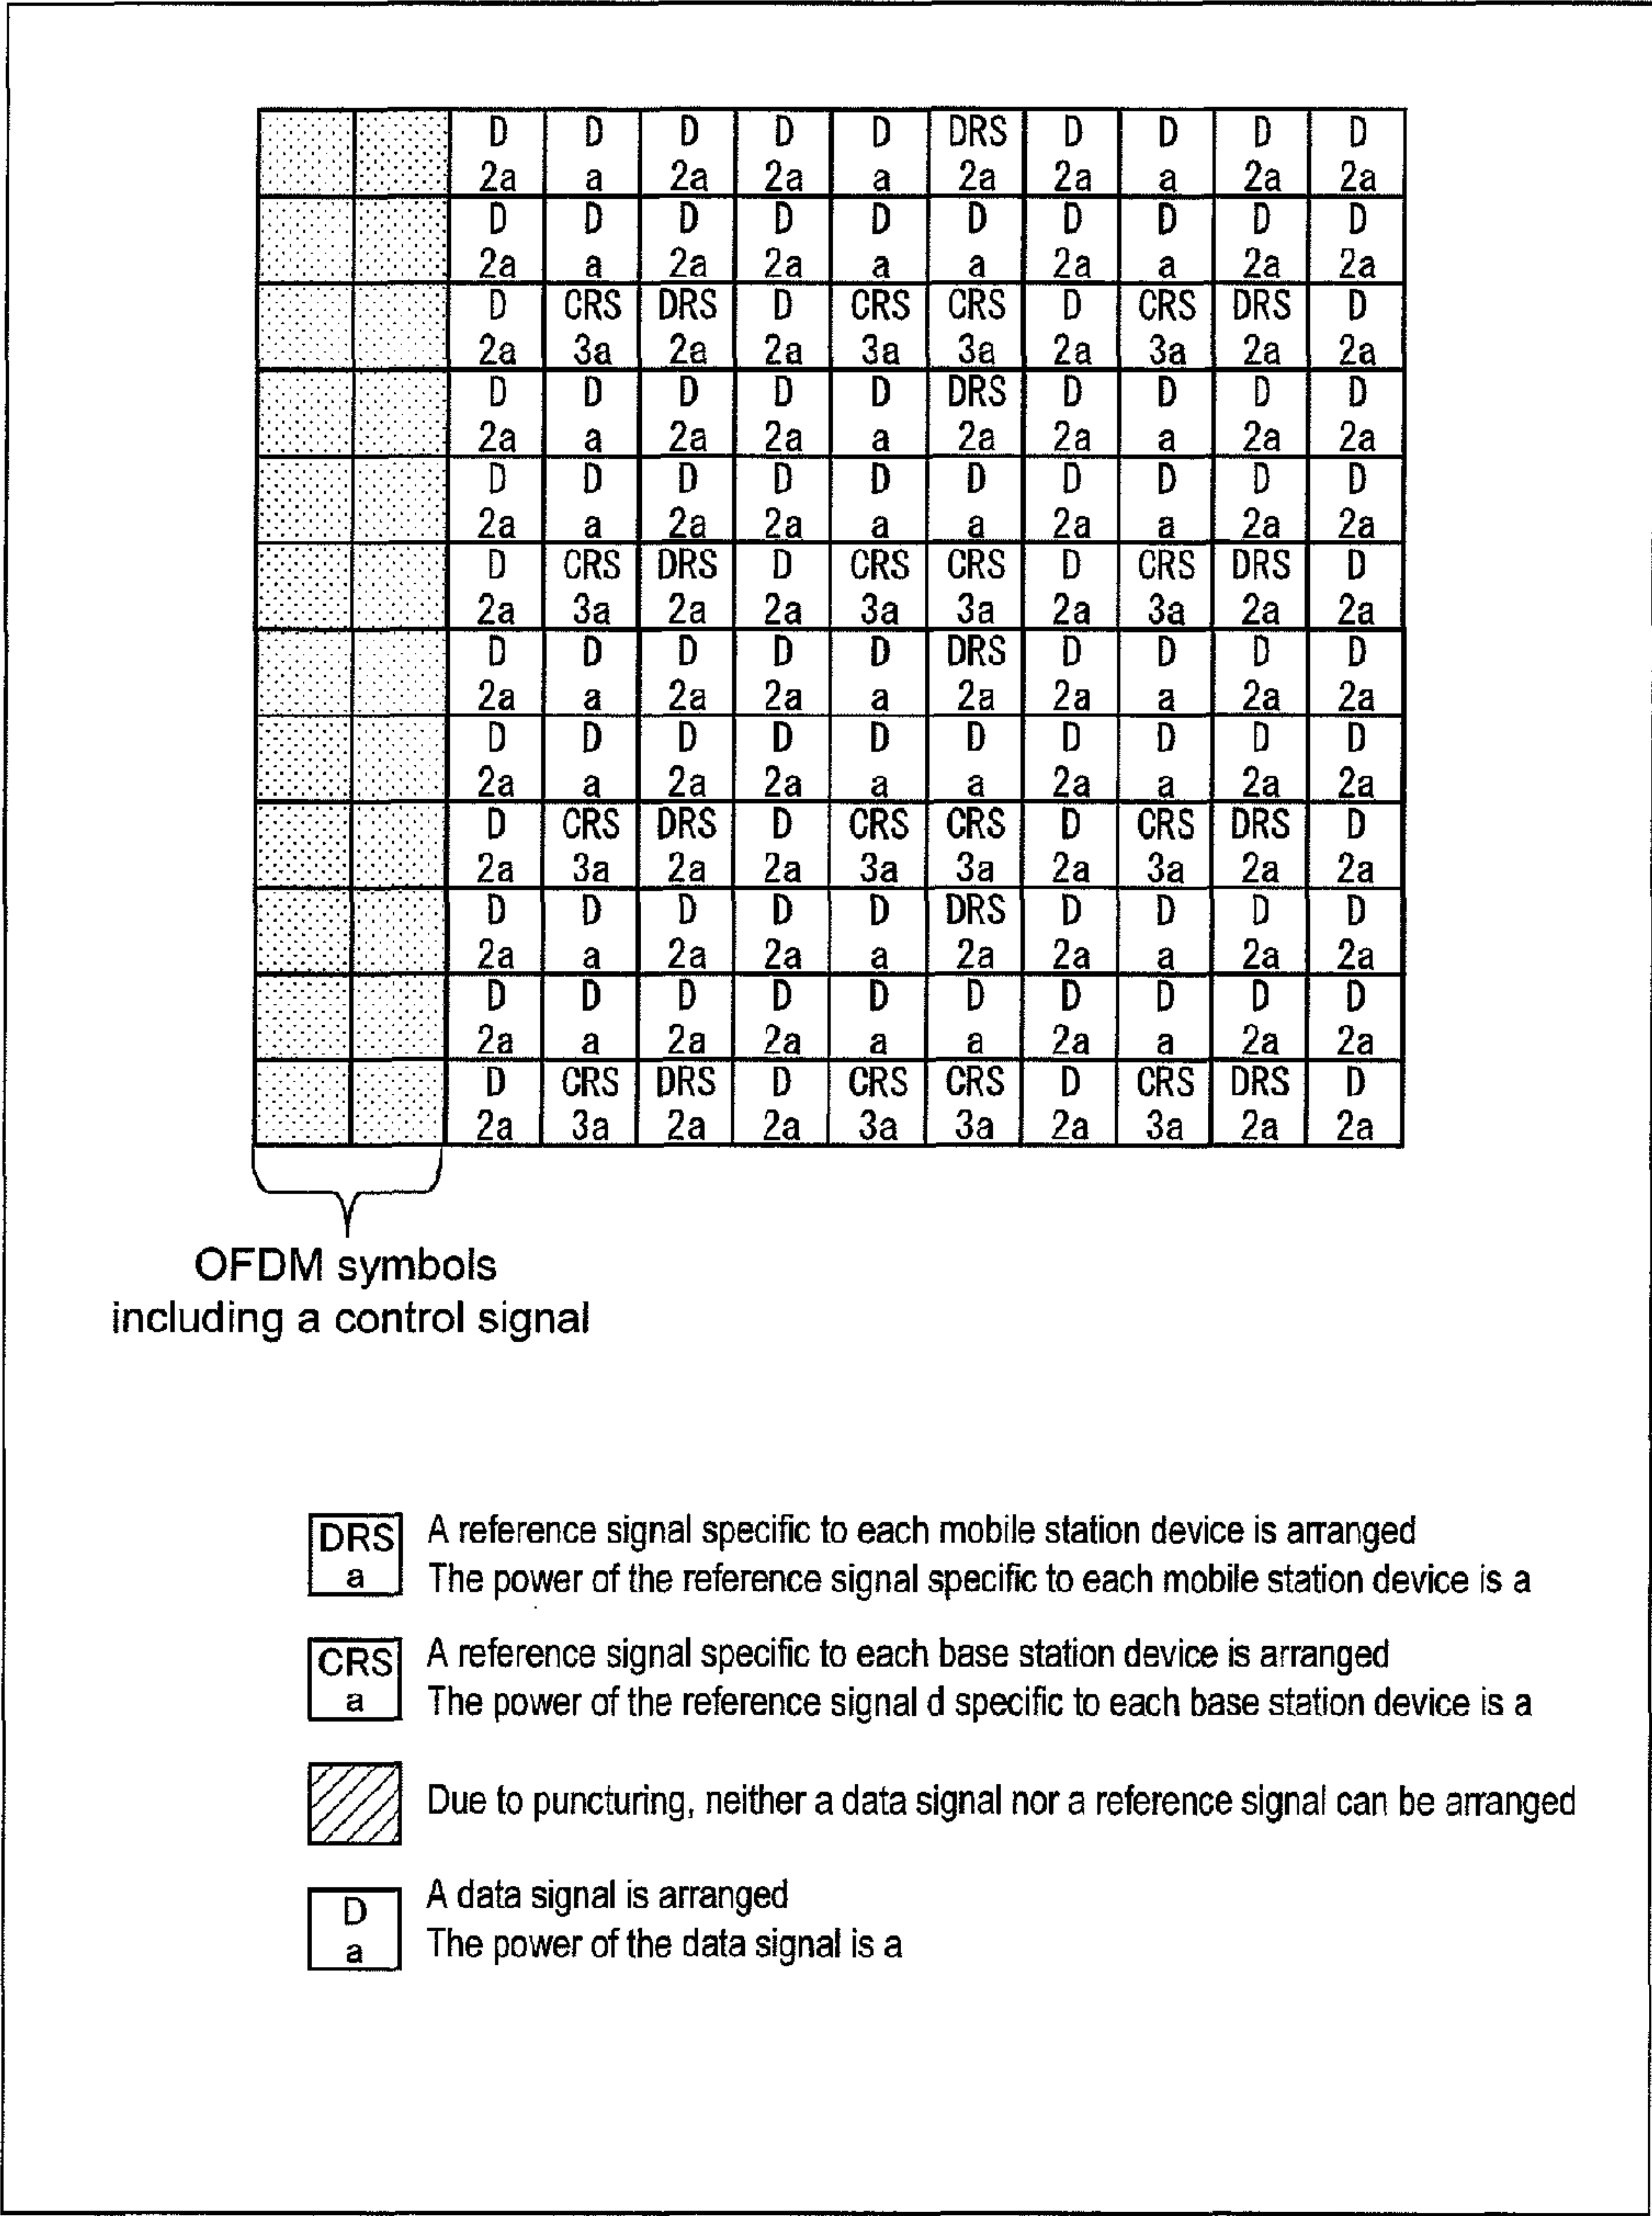 D D D D D DRS D D D D
2a a 2a 2a a 2a 2a a 2a 2a
D D D D D D D D D D
2a a 2a 2a a a 2a a 2a 2a
D CRS DRS D CRS CRS D CRS DRS D
2a 3a 2a 2a 3a 3a 2a 3a 2a 2a
D D D D D DRS D D D D
2a a 2a 2a a 2a 2a a 2a 2a
D D D D D D D D D D
2a a 2a 2a a a 2a a 2a 2a
D CRS DRS D CRS CRS D CRS DRS D
2a 3a 2a 2a 3a 3a 2a 3a 2a 2a
D D D D D DRS D D D D
2a a 2a 2a a 2a 2a a 2a 2a
D D D D D D D D D D
2a a 2a 2a a a 2a a 2a 2a
D CRS DRS D CRS CRS D CRS DRS D
2a 3a 2a 2a 3a 3a 2a 3a 2a 2a
D D D D D DRS D D D D
2a a 2a 2a a 2a 2a a 2a 2a
D D D D D D D D D D
2a a 2a 2a a a 2a a 2a 2a
D CRS DRS D CRS CRS D CRS DRS D
2a 3a 2a 2a 3a 3a 2a 3a 2a 2a
OFDM symbols
including a control signal
DRS A reference signal specific to each mobile station device is arranged
a The power of the reference signal specific to each mobile station device is a
CRS A reference signal specific to each base station device is arranged
a The power of the reference signal d specific to each base station device is a
Due to puncturing, neither a data signal nor a reference signal can be arranged
D A data signal is arranged
a The power of the data signal is a